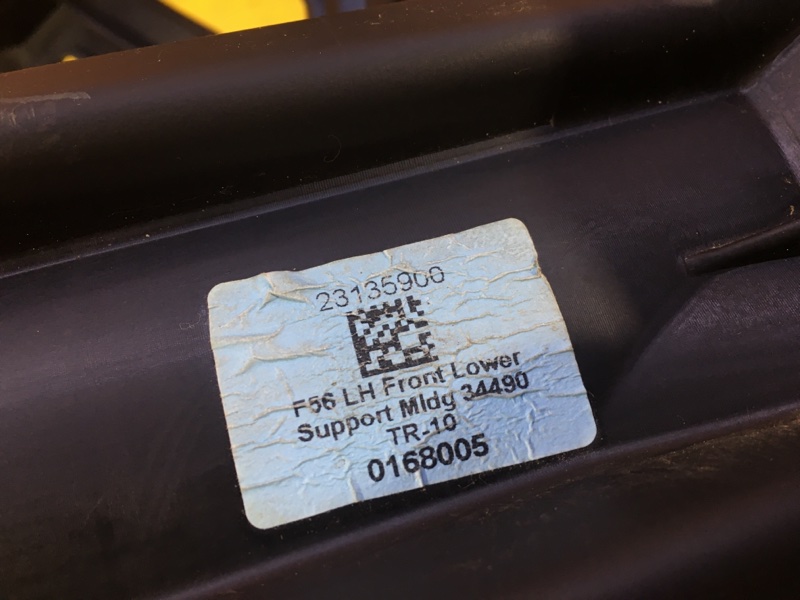 23135900
F56 LH Front Lower
Support Mldg 34490
TR-10
0168005